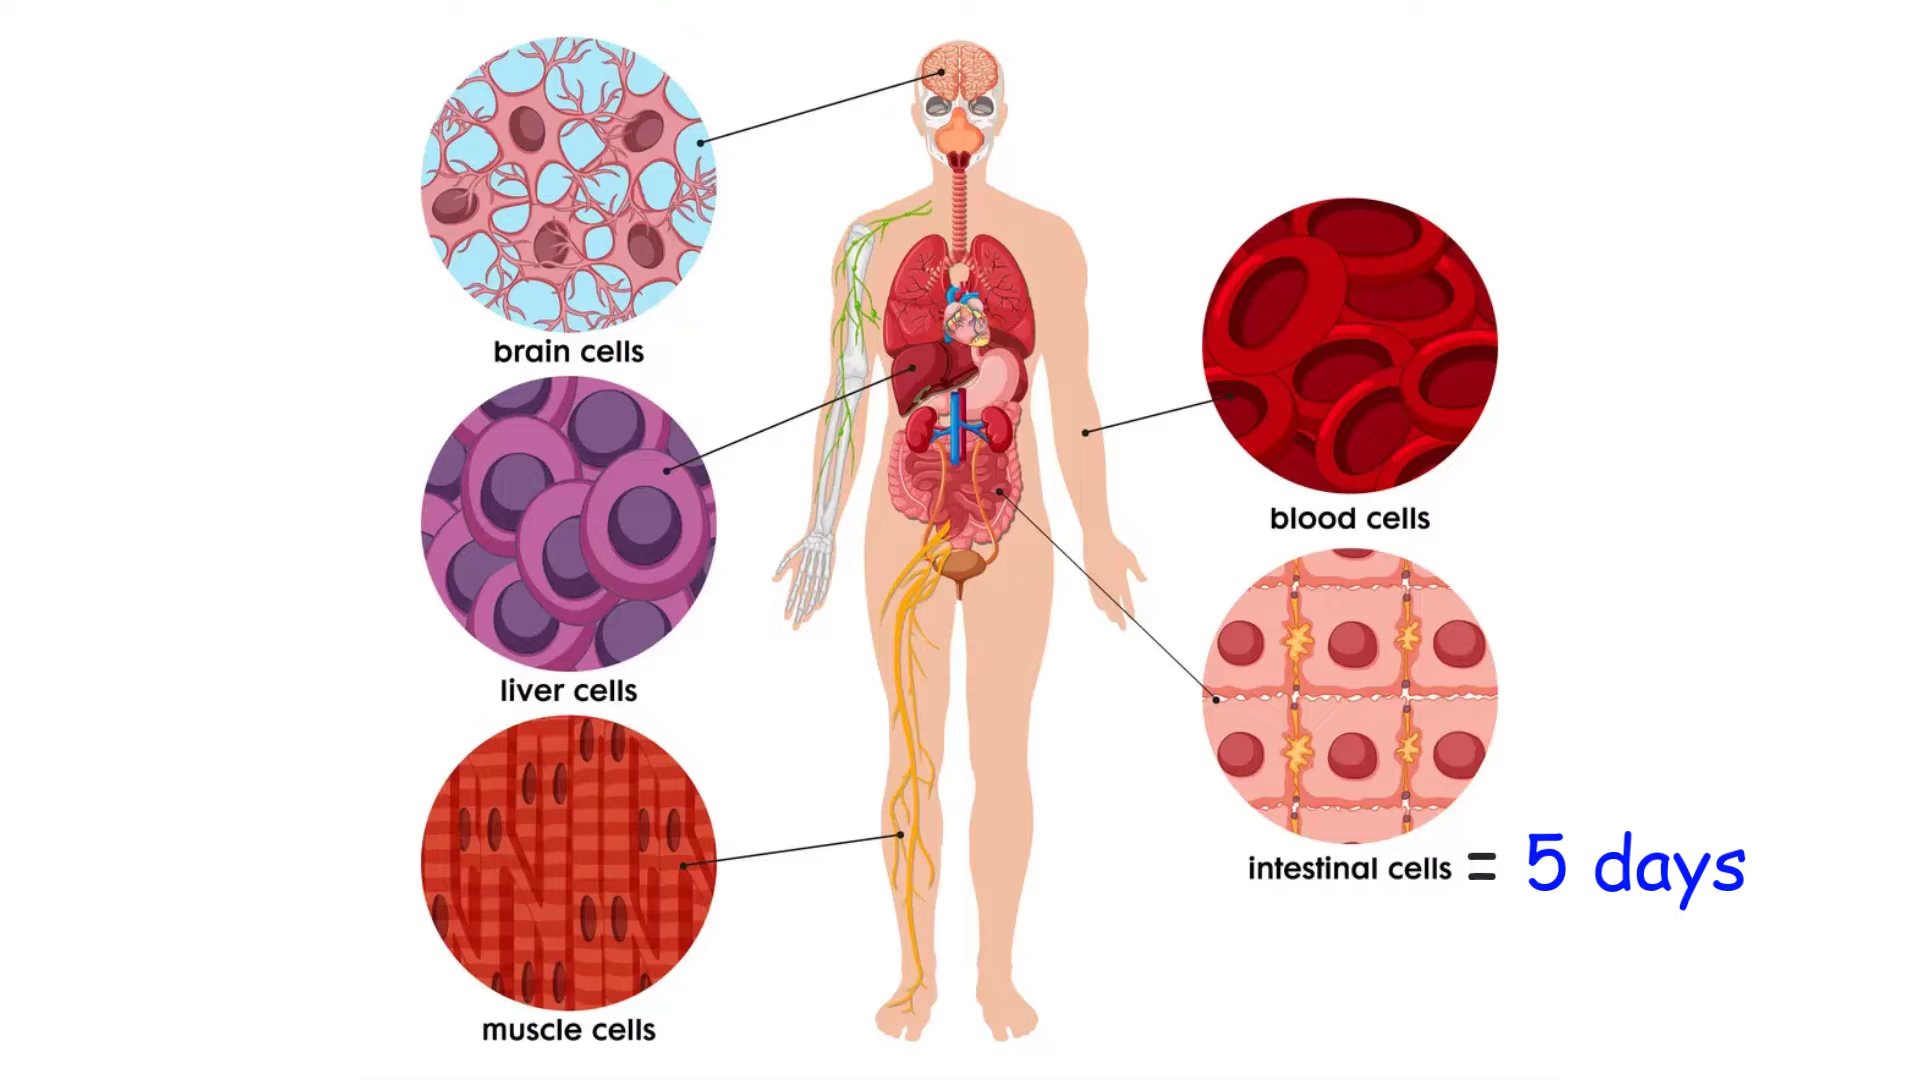 brain cells
liver cells
muscle cells
blood cells
intestinal cells = 5 days